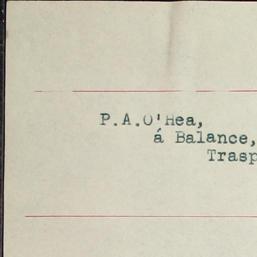 P.A.O'Hea,
á Balance,
Trasp